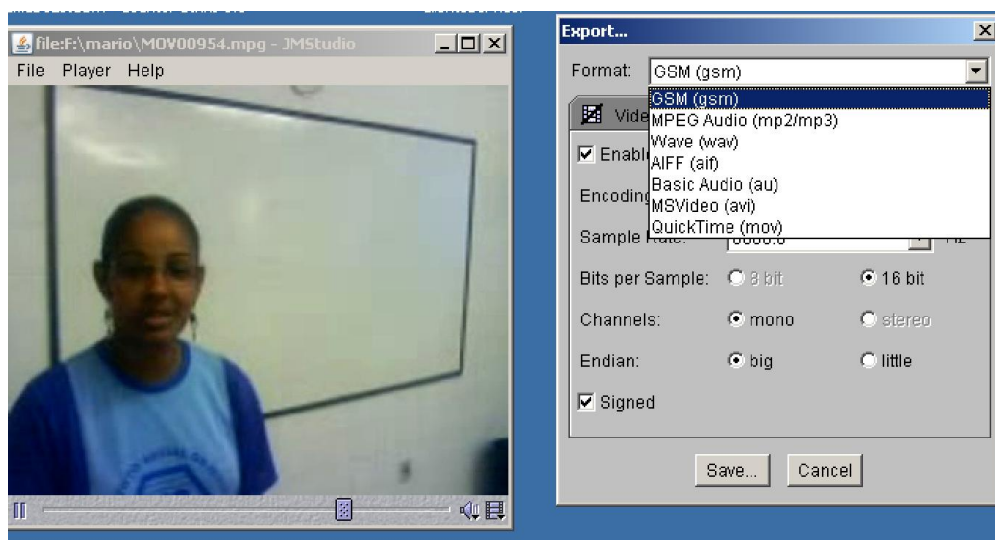 file:F:\mario\MOV00954.mpg - JMStudio
File Player Help
Export...
Format: GSM (gsm)
GSM (gsm)
MPEG Audio (mp2/mp3)
Wave (wav)
AIFF (aif)
Basic Audio (au)
MSVideo (avi)
QuickTime (mov)
Bits per Sample: 8 bit 16 bit
Channels: mono stereo
Endian: big little
Signed
Save... Cancel